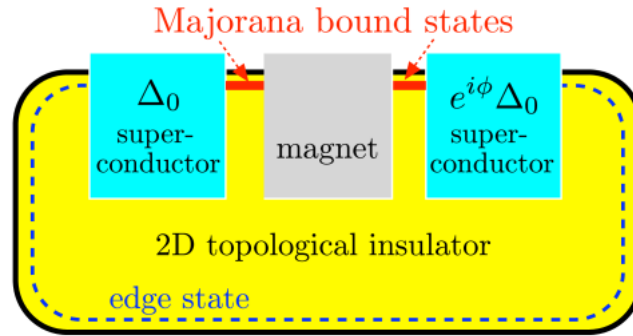 Majorana bound states
Δ₀
super-
conductor
magnet
e^{iϕ}Δ₀
super-
conductor
2D topological insulator
edge state